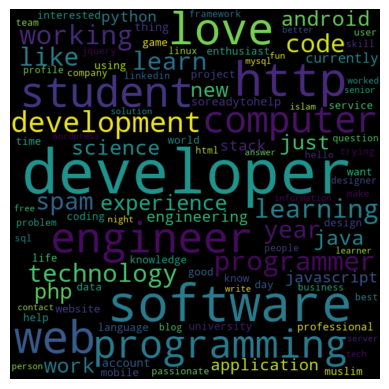 team framework better user
interested python game linux enthusiast
thing love android
working code skill
jquery mysql fun
profile company using linkedin project worked
like learn currently senior
student http
solution soreadytohelp islam service
development new computer
wordpress question trying
time science world html stack just
hello want designer
developer
answer
spam experience learning
free coding night make information
problem engineering year
sql engineer java
life knowledge people design learner
technology programmer
good know day business best
php data javascript
contact website write
help software
language blog university professional server
web programming
tech
person work account application
mobile passionate muslim